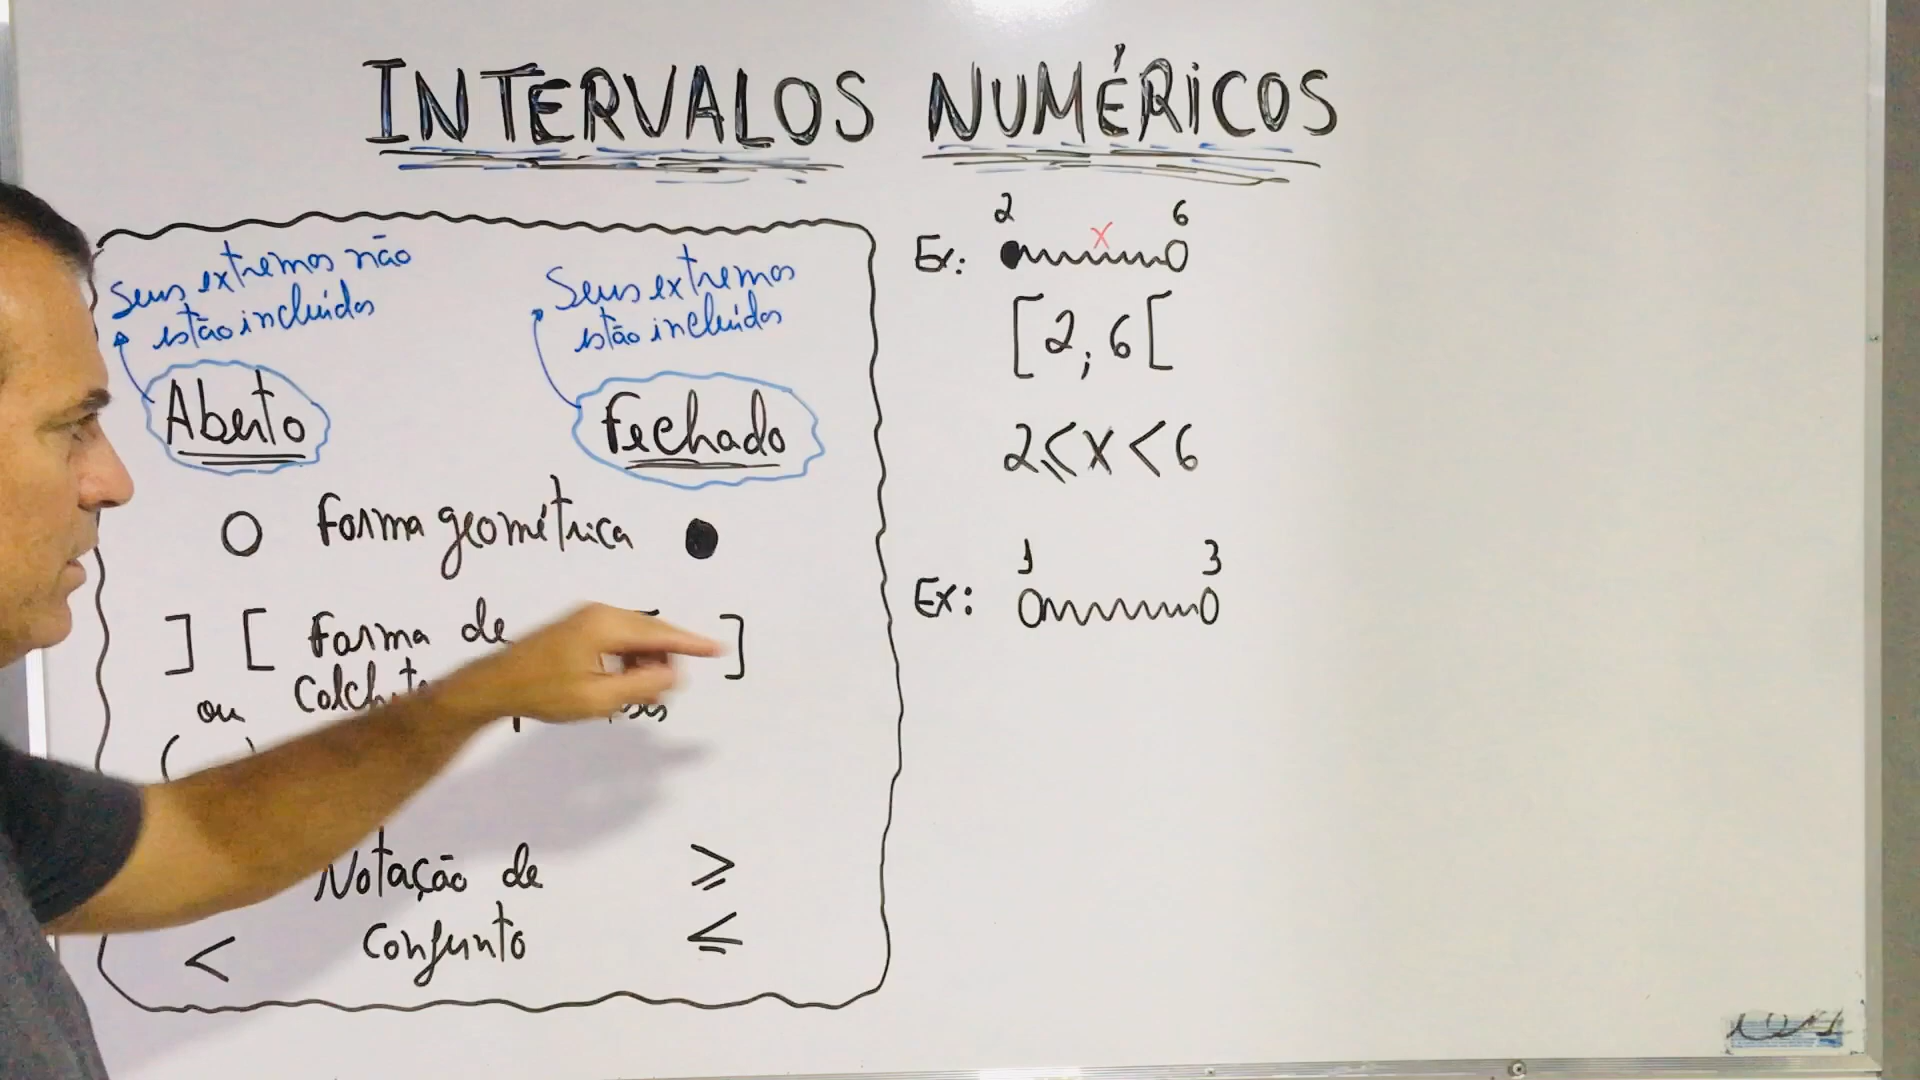 INTERVALOS NUMÉRICOS
Seus extremos não
estão incluídos
Seus extremos
estão incluídos
Aberto
Fechado
Forma geométrica
] [ Forma de ]
ou
(
Notação de ≥
< Conjunto ≤
2 6
Ex: x
[2,6[
2≤x<6
1 3
Ex: